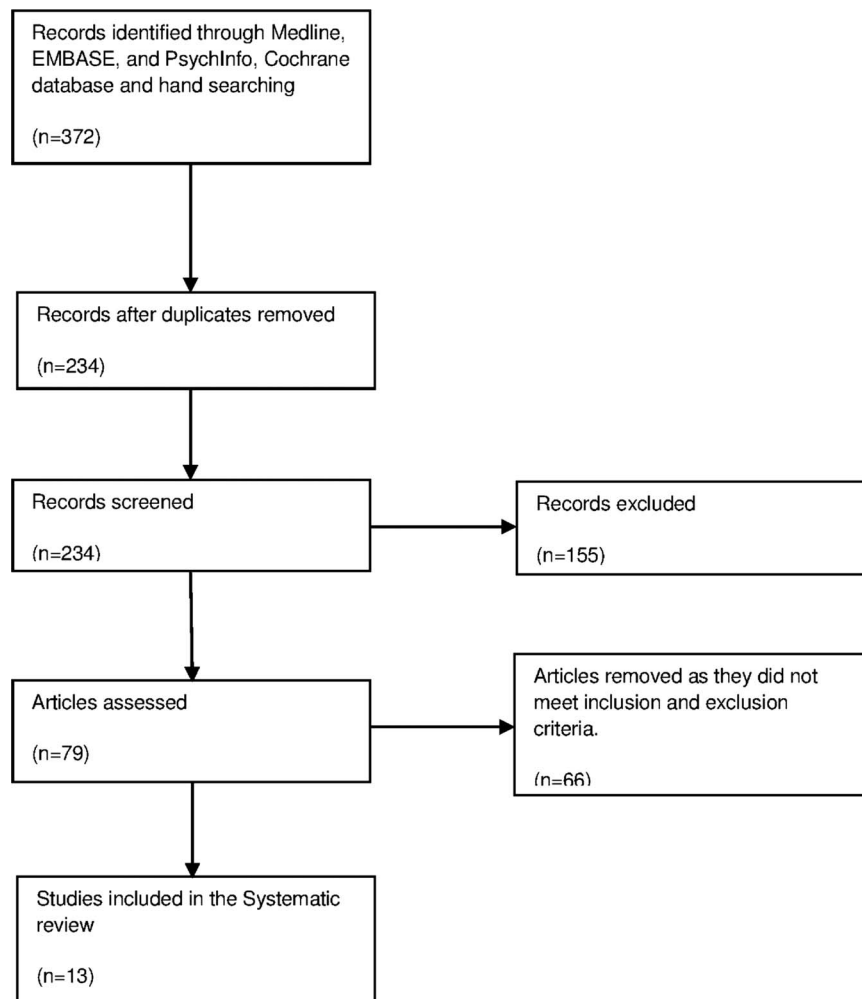 Records identified through Medline,
EMBASE, and PsychInfo, Cochrane
database and hand searching
(n=372)
Records after duplicates removed
(n=234)
Records screened
(n=234)
Records excluded
(n=155)
Articles assessed
(n=79)
Articles removed as they did not
meet inclusion and exclusion
criteria.
(n=66)
Studies included in the Systematic
review
(n=13)